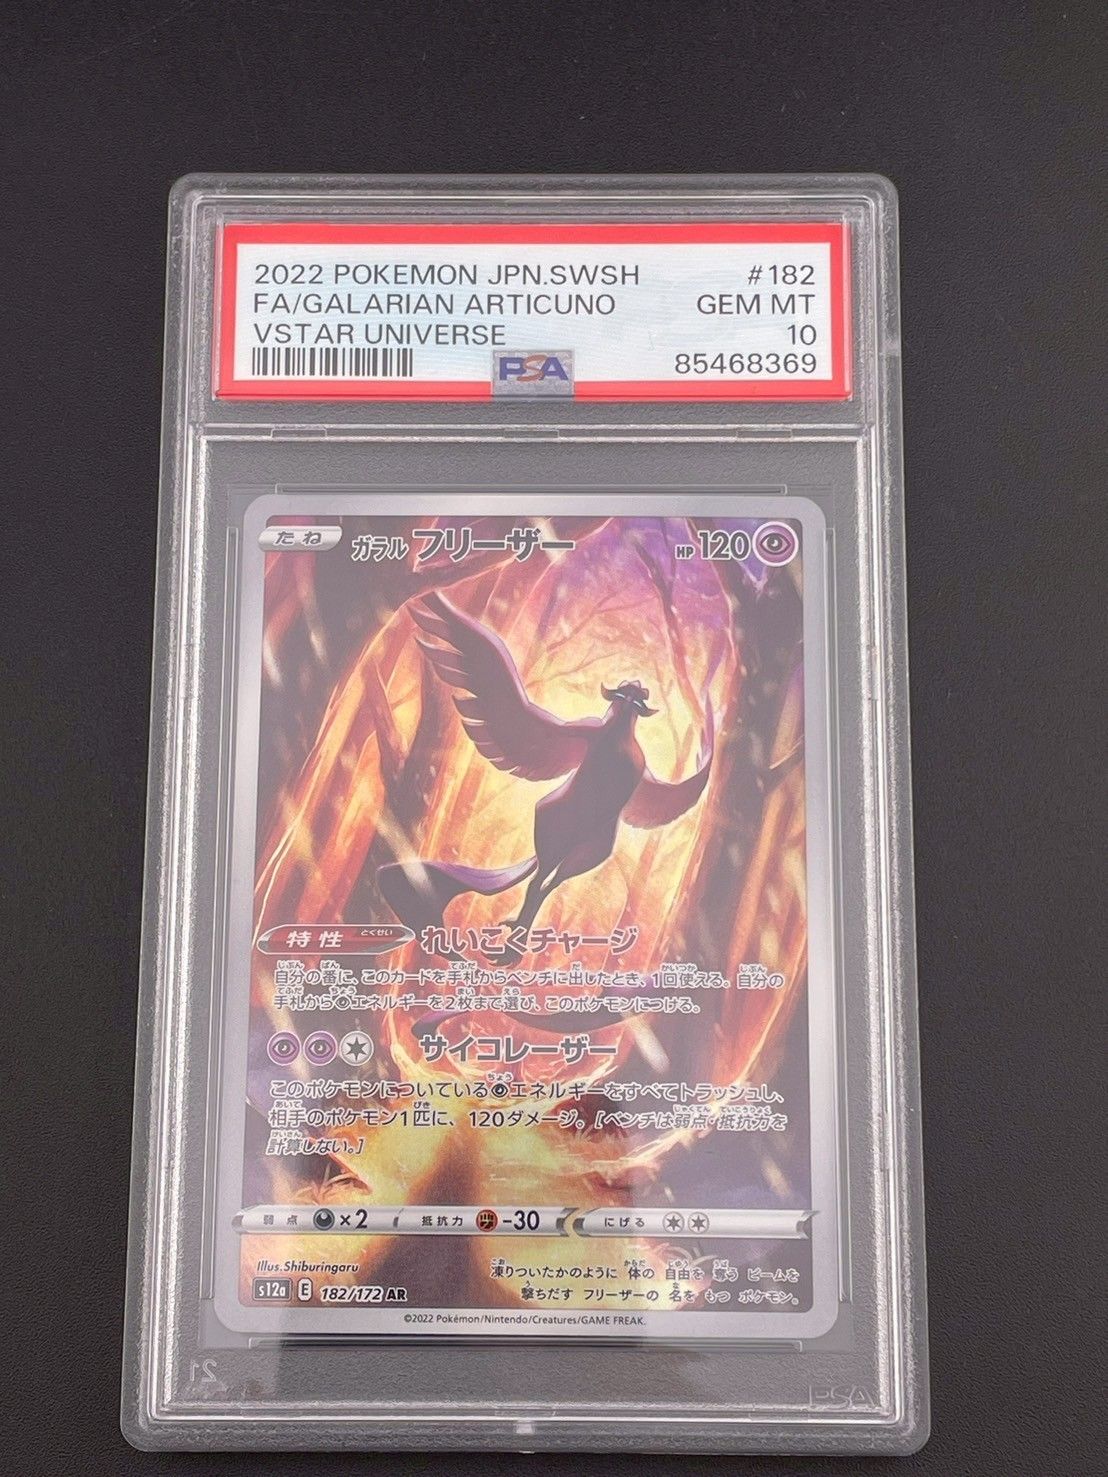 2022 POKEMON JPN.SWSH #182
FA/GALARIAN ARTICUNO GEM MT
VSTAR UNIVERSE 10
PSA 85468369
たね ガラル フリーザー HP 120
特性 とくせい れいこくチャージ
自分の番に、このカードを手札からベンチに出したとき、1回使える。自分の
手札からエネルギーを2枚まで選び、このポケモンにつける。
サイコレーザー
このポケモンについているエネルギーをすべてトラッシュし、
相手のポケモン1匹に、120ダメージ。[ベンチは弱点・抵抗力を
計算しない。]
弱点 ×2 抵抗力 -30 にげる
Illus.Shiburingaru
凍りついたかのように 体の 自由を 奪う ビームを
s12a E 182/172 AR 撃ちだす フリーザーの 名を もつ ポケモン。
©2022 Pokémon/Nintendo/Creatures/GAME FREAK.
21 PSA